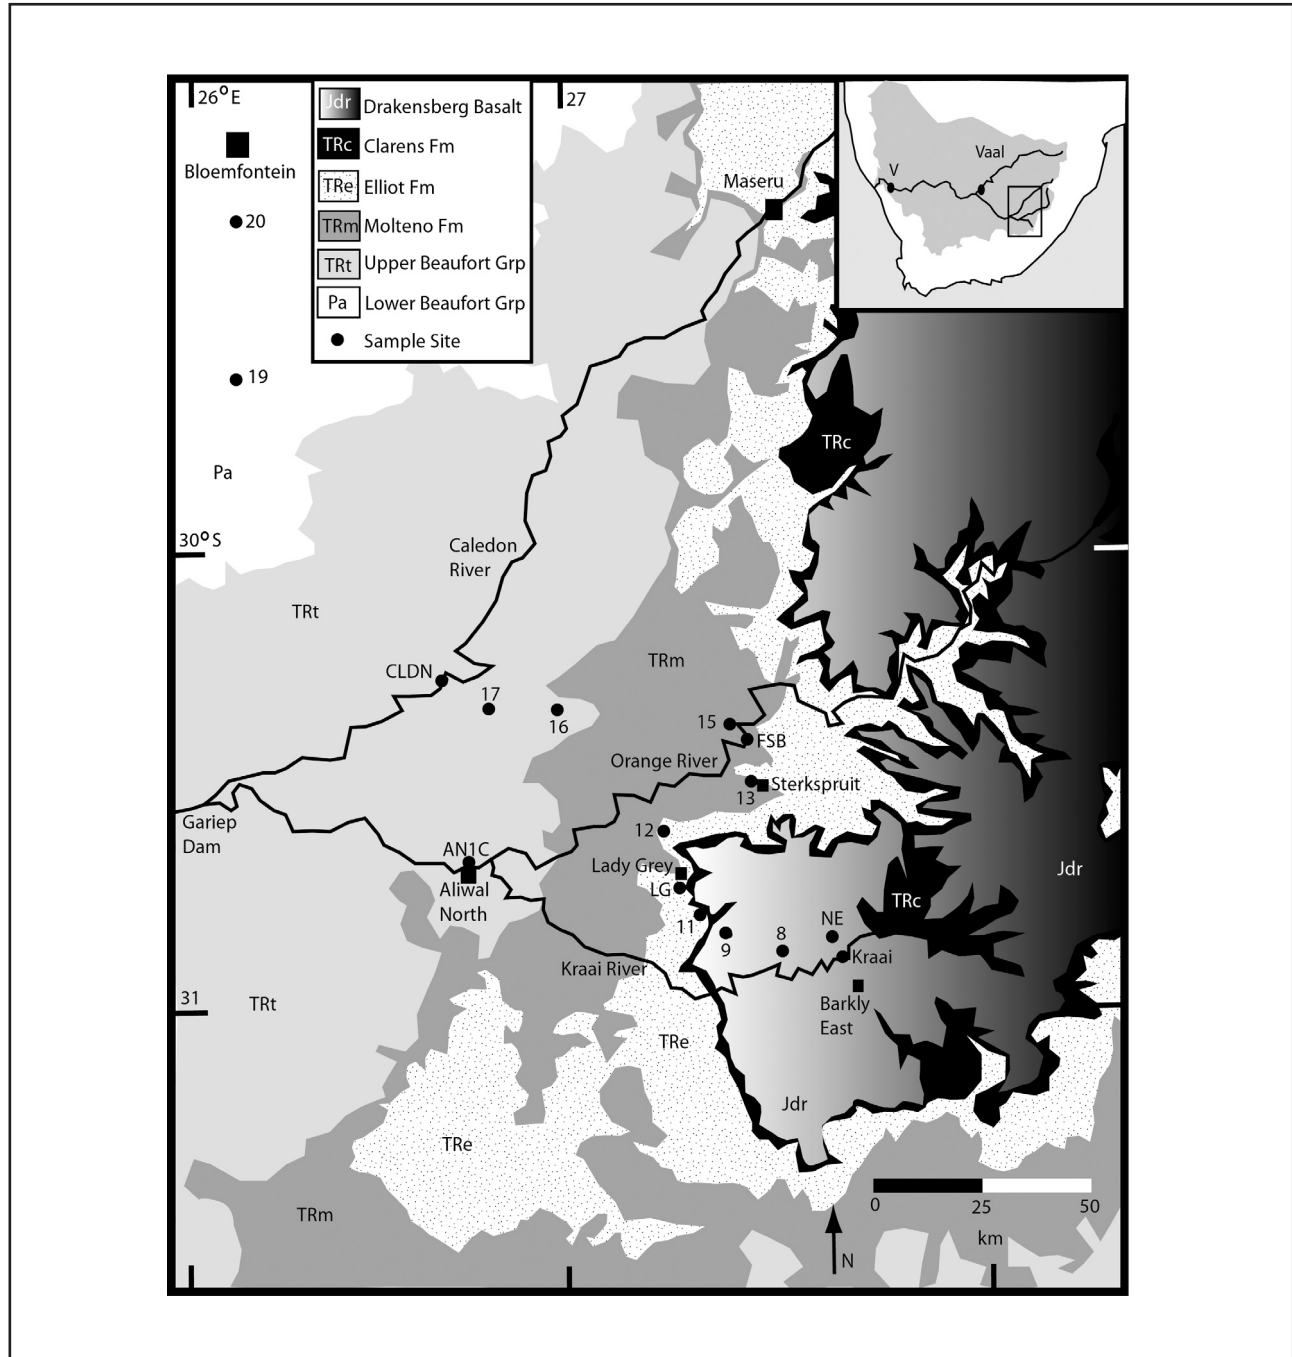 26° E
27
Bloemfontein
20
19
Pa
30° S
Jdr Drakensberg Basalt
TRc Clarens Fm
TRe Elliot Fm
TRm Molteno Fm
TRt Upper Beaufort Grp
Pa Lower Beaufort Grp
Sample Site
Maseru
V
Vaal
TRc
Caledon
River
TRt
TRm
CLDN
17
16
15
FSB
Orange River
Sterkspruit
13
Gariep
Dam
12
AN1C
Lady Grey
Aliwal
North
LG
11
9
8
NE
TRc
Jdr
Kraai
Kraai River
Barkly
East
31
TRt
TRe
Jdr
TRe
TRm
0
25
50
km
N